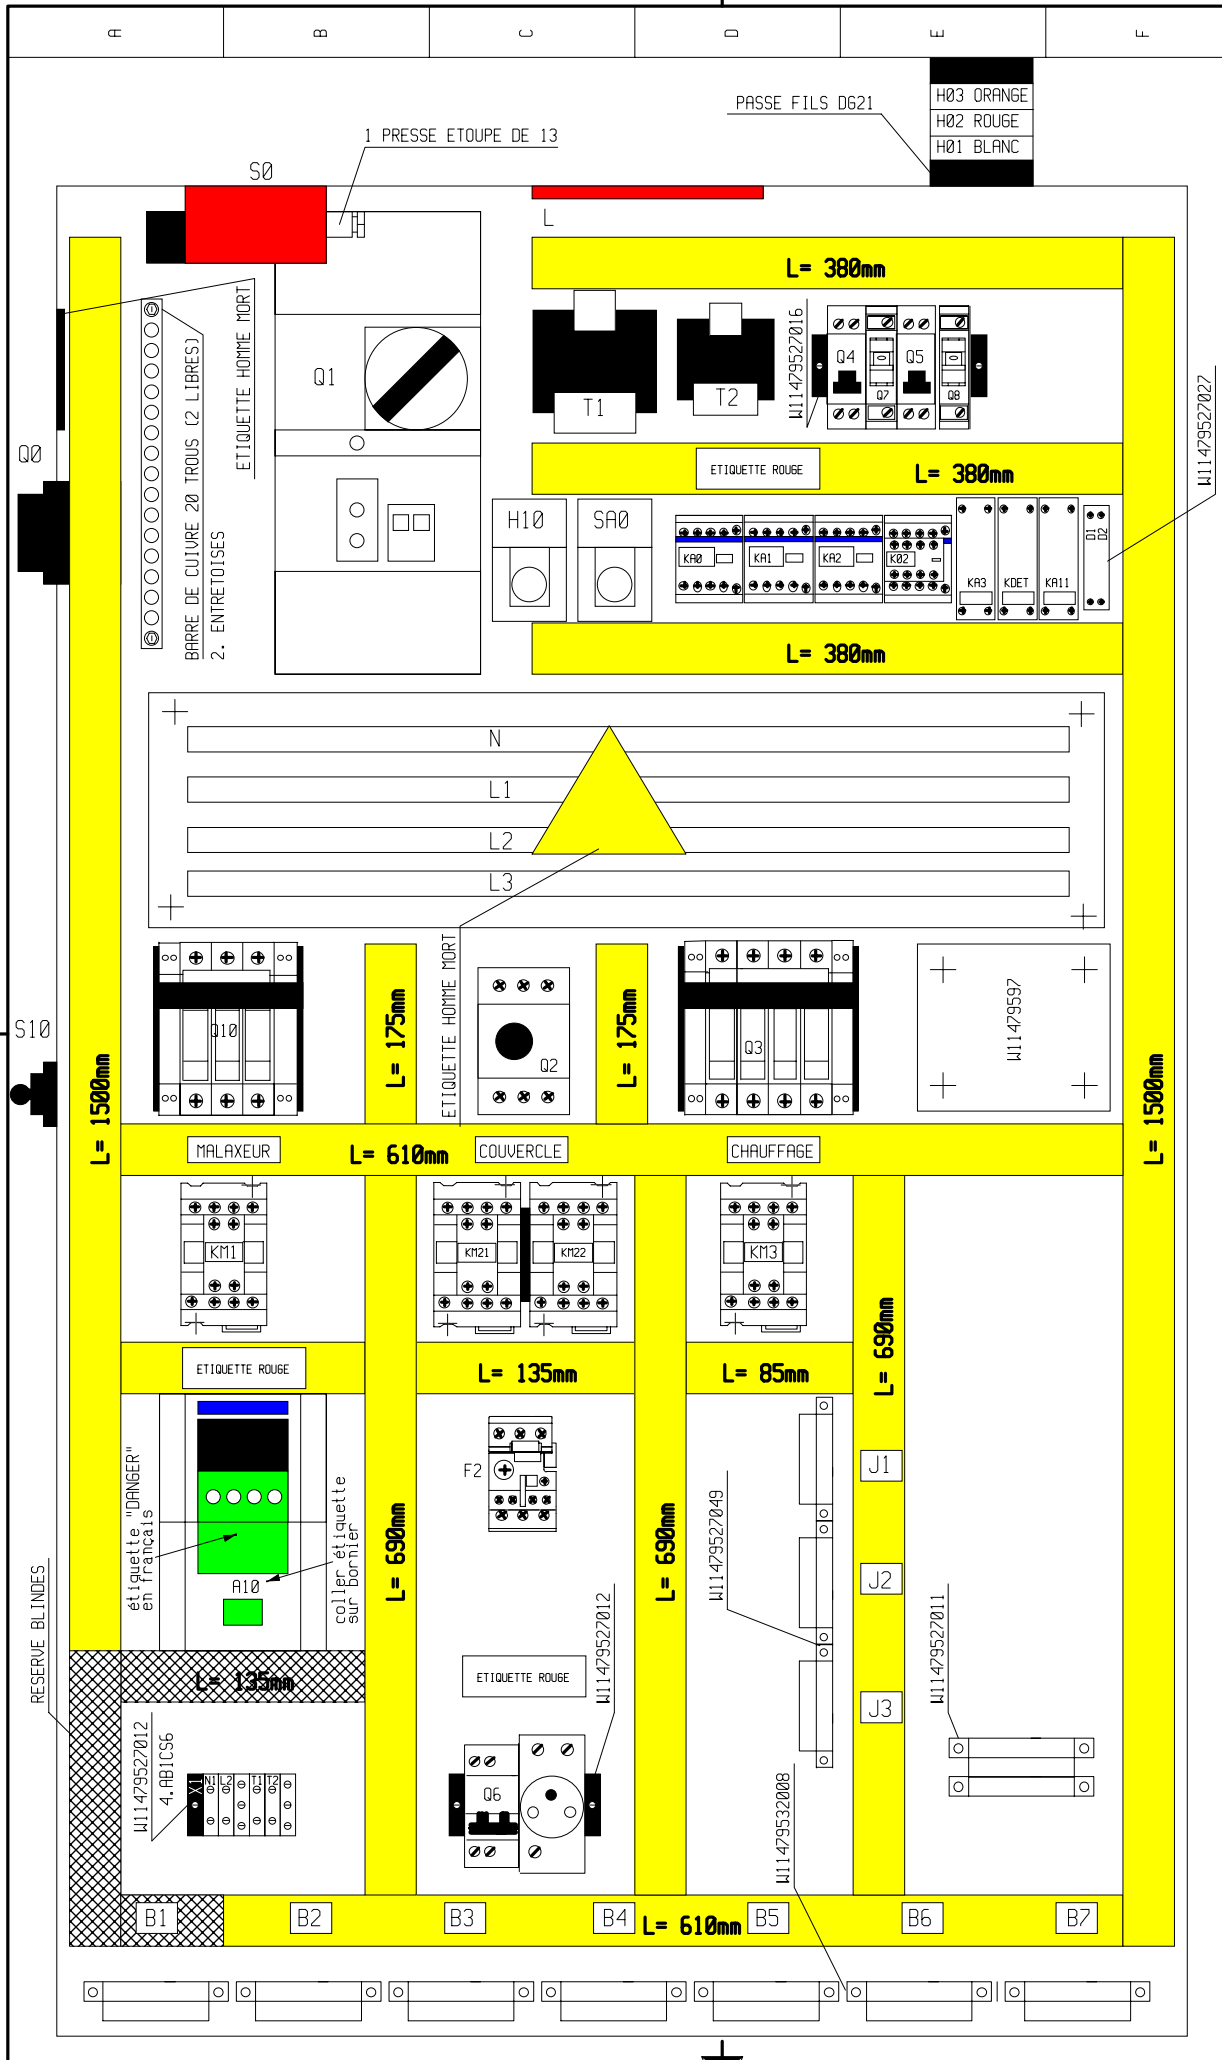 A B C D E F
H03 ORANGE
PASSE FILS DG21
H02 ROUGE
1 PRESSE ETOUPE DE 13
H01 BLANC
S0
L
L= 380mm
ETIQUETTE HOMME MORT
BARRE DE CUIVRE 20 TROUS (2 LIBRES)
2. ENTRETOISES
Q1
T1
T2
W11479527016
Q4
Q7
Q5
Q8
W11479527027
Q0
ETIQUETTE ROUGE
L= 380mm
H10
SA0
KA0
KA1
KA2
K02
KA3
KDET
KA11
D1
D2
L= 380mm
N
L1
L2
L3
ETIQUETTE HOMME MORT
S10
Q10
L= 175mm
Q2
L= 175mm
Q3
W11479597
L= 1500mm
L= 1500mm
MALAXEUR
L= 610mm
COUVERCLE
CHAUFFAGE
KM1
KM21
KM22
KM3
L= 690mm
ETIQUETTE ROUGE
L= 135mm
L= 85mm
étiquette "DANGER"
en français
A10
coller étiquette
sur bornier
F2
J1
J2
J3
L= 690mm
L= 690mm
W11479527049
RESERVE BLINDES
L= 135mm
ETIQUETTE ROUGE
W11479527012
W11479527011
W11479527012
4.AB1CS6
X1
N1
L2
T1
T2
Q6
W11479532008
B1
B2
B3
B4
L= 610mm
B5
B6
B7